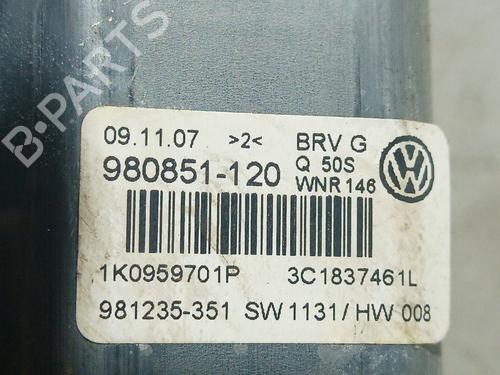 B-PARTS
09.11.07 >2< BRV G
980851-120 Q 50S
WNR 146
1K0959701P 3C1837461L
981235-351 SW 1131/ HW 008